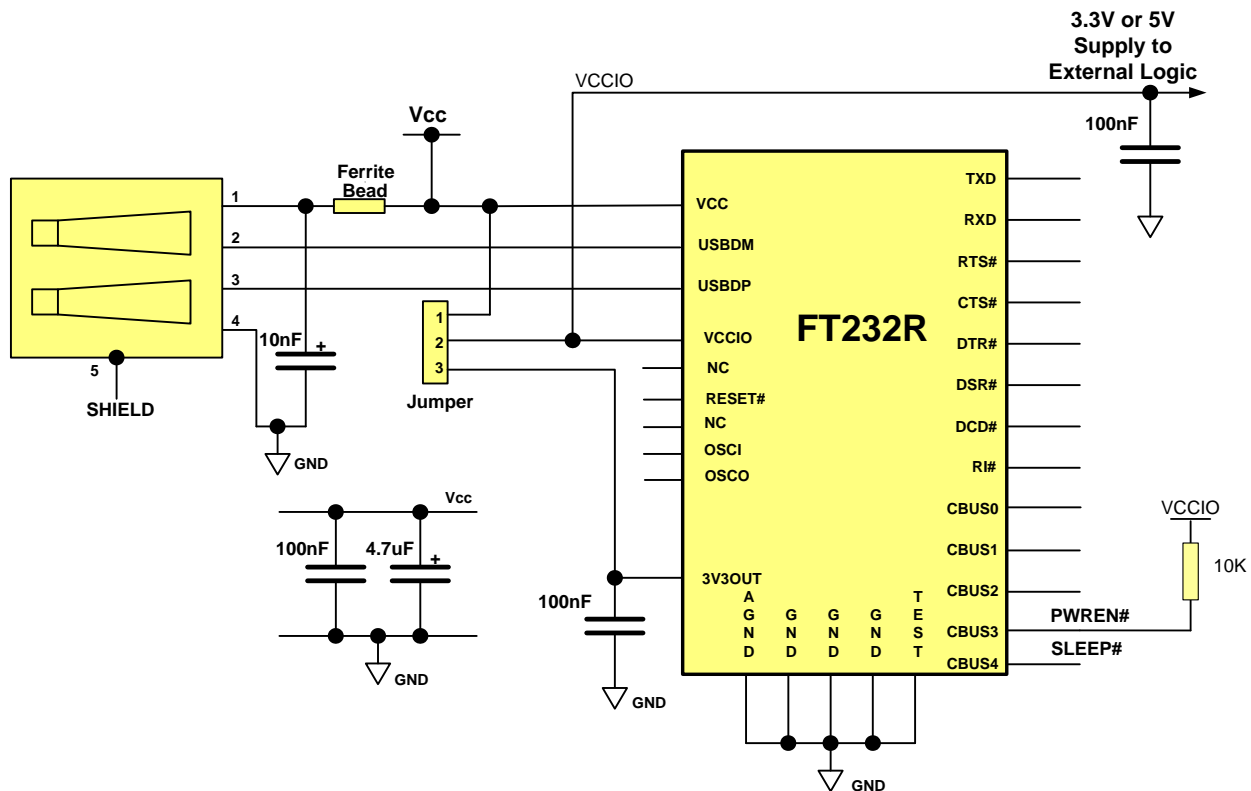 3.3V or 5V
Supply to
External Logic
VCCIO
100nF
Vcc
Ferrite
Bead
1
2
3
4
5
SHIELD
10nF
+
GND
1
2
3
Jumper
VCC
USBDM
USBDP
VCCIO
NC
RESET#
NC
OSCI
OSCO
3V3OUT
FT232R
TXD
RXD
RTS#
CTS#
DTR#
DSR#
DCD#
RI#
CBUS0
CBUS1
CBUS2
CBUS3
CBUS4
PWREN#
SLEEP#
VCCIO
10K
Vcc
100nF
4.7uF
+
GND
100nF
GND
AGND
GND
GND
GND
TEST
GND